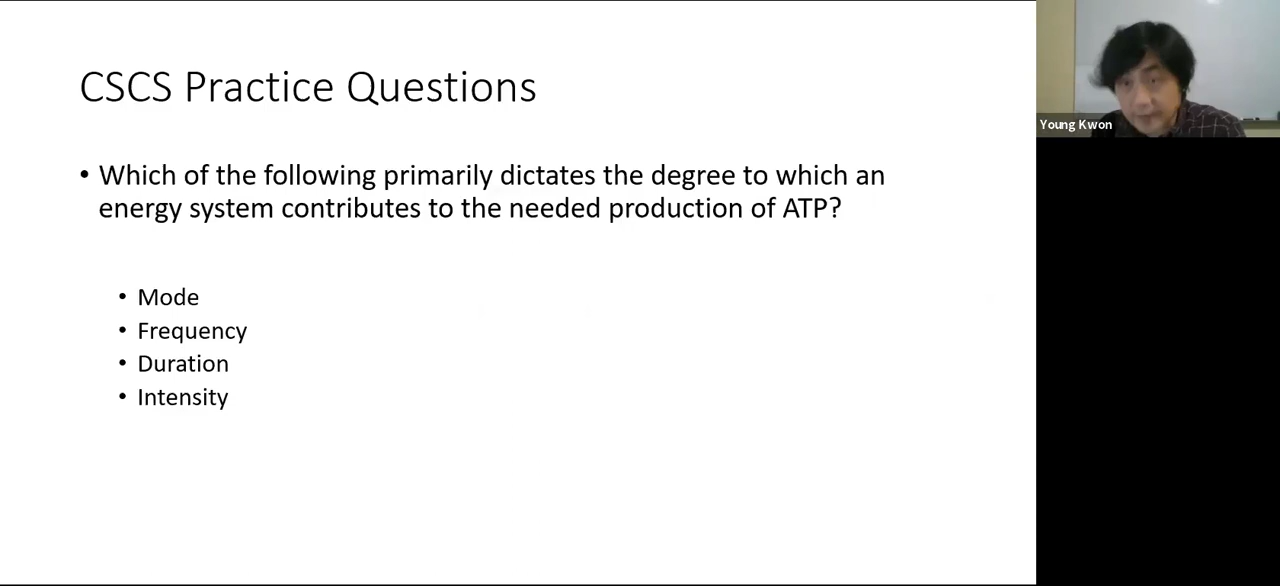 CSCS Practice Questions
• Which of the following primarily dictates the degree to which an
energy system contributes to the needed production of ATP?
• Mode
• Frequency
• Duration
• Intensity
Young Kwon